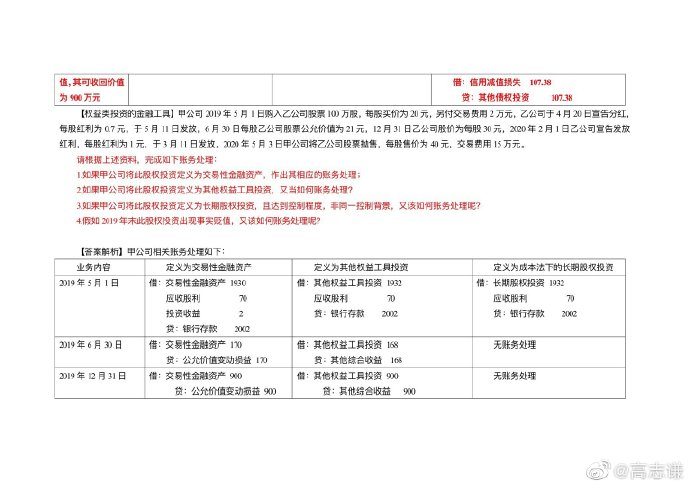 值，其可收回价值
为 900 万元
借：信用减值损失 107.38
贷：其他债权投资 107.38
【权益类投资的金融工具】甲公司 2019 年 5 月 1 日购入乙公司股票 100 万股，每股买价为 20 元，另付交易费用 2 万元，乙公司于 4 月 20 日宣告分红，
每股红利为 0.7 元，于 5 月 11 日发放，6 月 30 日每股乙公司股票公允价值为 21 元，12 月 31 日乙公司股价为每股 30 元，2020 年 2 月 1 日乙公司宣告发放
红利，每股红利为 1 元，于 3 月 11 日发放，2020 年 5 月 3 日甲公司将乙公司股票抛售，每股售价为 40 元，交易费用 15 万元。
请根据上述资料，完成如下账务处理：
1.如果甲公司将此股权投资定义为交易性金融资产，作出其相应的账务处理；
2.如果甲公司将此股权投资定义为其他权益工具投资，又当如何账务处理？
3.如果甲公司将此股权投资定义为长期股权投资，且达到控制程度，非同一控制背景，又该如何账务处理呢？
4.假如 2019 年末此股权投资出现事实贬值，又该如何账务处理呢？
【答案解析】甲公司相关账务处理如下：
业务内容 定义为交易性金融资产 定义为其他权益工具投资 定义为成本法下的长期股权投资
2019 年 5 月 1 日 借：交易性金融资产 1930 借：其他权益工具投资 1932 借：长期股权投资 1932
应收股利 70 应收股利 70 应收股利 70
投资收益 2 贷：银行存款 2002 贷：银行存款 2002
贷：银行存款 2002
2019 年 6 月 30 日 借：交易性金融资产 170 借：其他权益工具投资 168 无账务处理
贷：公允价值变动损益 170 贷：其他综合收益 168
2019 年 12 月 31 日 借：交易性金融资产 900 借：其他权益工具投资 900 无账务处理
贷：公允价值变动损益 900 贷：其他综合收益 900
@高志谦